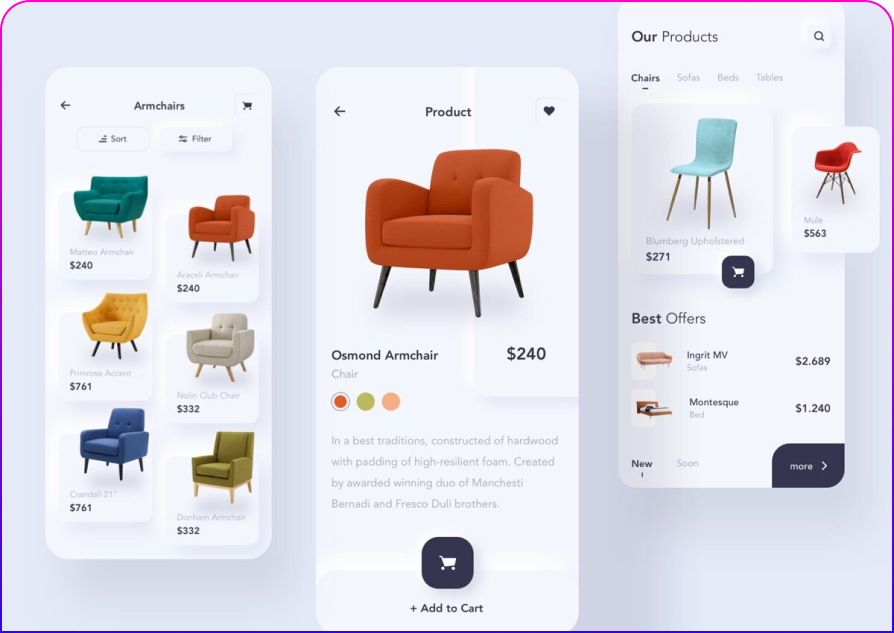 Armchairs
Sort
Filter
Matteo Armchair
$240
Araceli Armchair
$240
Primrose Accent
$761
Nolin Club Chair
$332
Crandall 21"
$761
Donham Armchair
$332
Product
Osmond Armchair
$240
Chair
In a best traditions, constructed of hardwood
with padding of high-resilient foam. Created
by awarded winning duo of Manchesti
Bernadi and Fresco Duli brothers.
+ Add to Cart
Our Products
Chairs Sofas Beds Tables
Blumberg Upholstered
$271
Mule
$563
Best Offers
Ingrit MV
Sofas
$2.689
Montesque
Bed
$1.240
New Soon
more